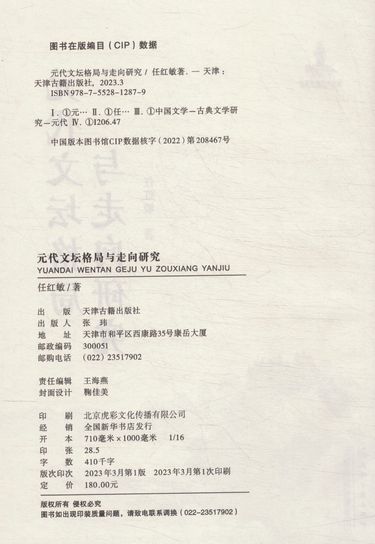 图书在版编目（CIP）数据
元代文坛格局与走向研究 / 任红敏著. — 天津：
天津古籍出版社, 2023.3
ISBN 978-7-5528-1287-9
Ⅰ. ①元… Ⅱ. ①任… Ⅲ. ①中国文学—古典文学研
究—元代 Ⅳ. ①I206.47
中国版本图书馆CIP数据核字（2022）第208467号
元代文坛格局与走向研究
YUANDAI WENTAN GEJU YU ZOUXIANG YANJIU
任红敏/著
出 版 天津古籍出版社
出 版 人 张 玮
地 址 天津市和平区西康路35号康岳大厦
邮政编码 300051
邮购电话 （022）23517902
责任编辑 王海燕
封面设计 鞠佳美
印 刷 北京虎彩文化传播有限公司
经 销 全国新华书店发行
开 本 710毫米×1000毫米 1/16
印 张 28.5
字 数 410千字
版次印次 2023年3月第1版 2023年3月第1次印刷
定 价 180.00元
版权所有 侵权必究
图书如出现印装质量问题，请致电联系调换（022-23517902）